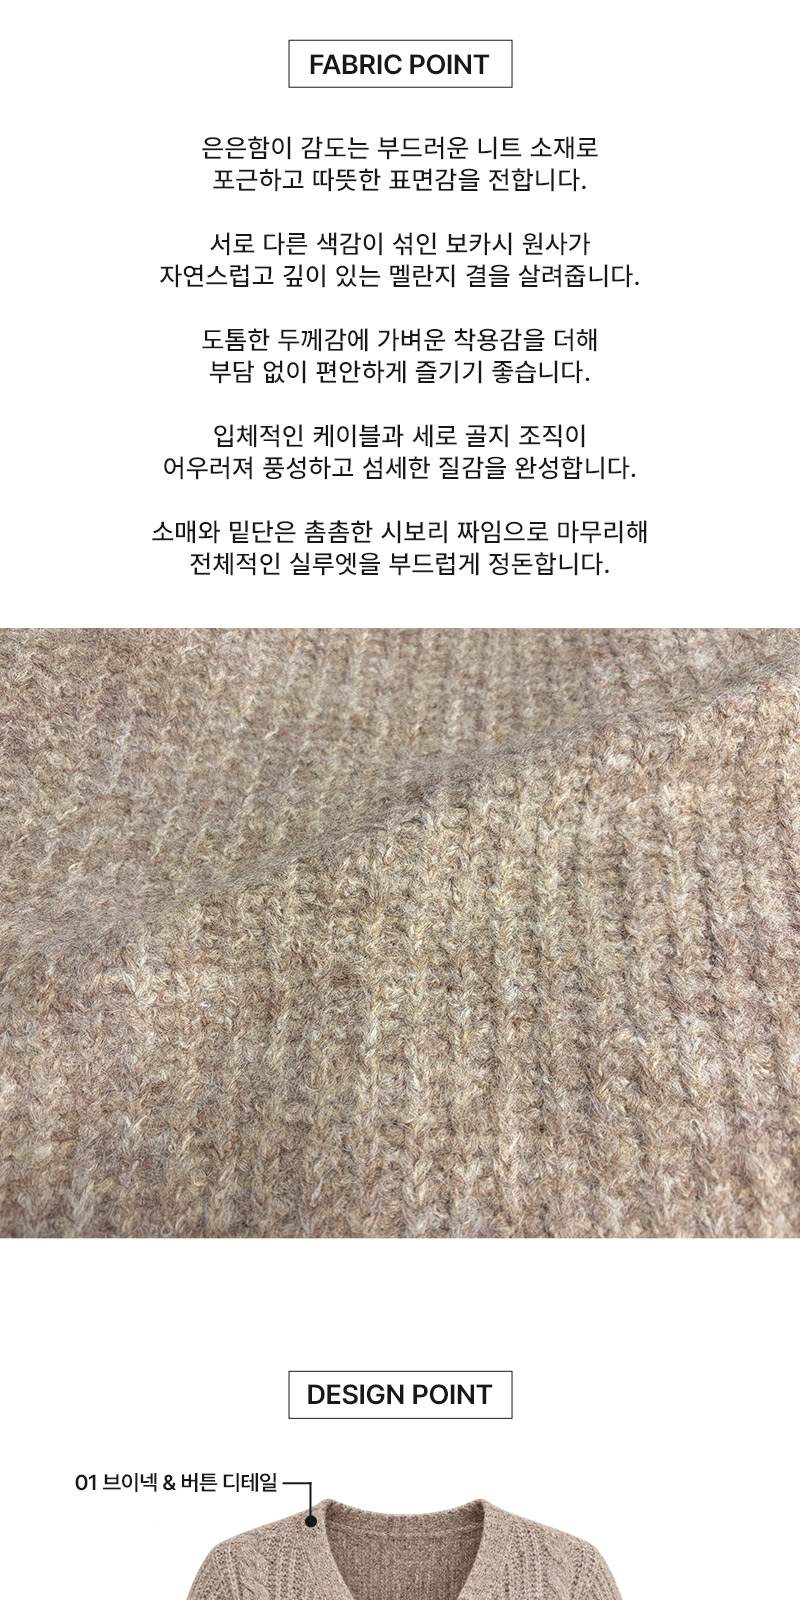 FABRIC POINT
은은함이 감도는 부드러운 니트 소재로
포근하고 따뜻한 표면감을 전합니다.
서로 다른 색감이 섞인 보카시 원사가
자연스럽고 깊이 있는 멜란지 결을 살려줍니다.
도톰한 두께감에 가벼운 착용감을 더해
부담 없이 편안하게 즐기기 좋습니다.
입체적인 케이블과 세로 골지 조직이
어우러져 풍성하고 섬세한 질감을 완성합니다.
소매와 밑단은 촘촘한 시보리 짜임으로 마무리해
전체적인 실루엣을 부드럽게 정돈합니다.
DESIGN POINT
01 브이넥 & 버튼 디테일